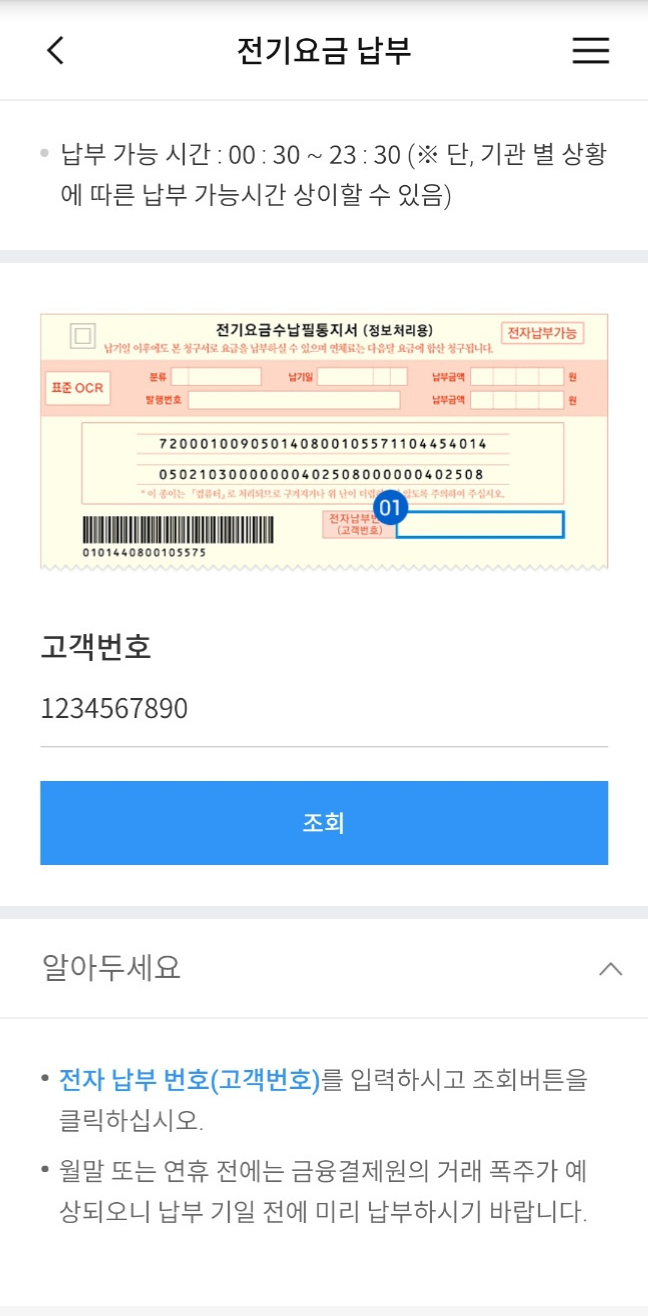 전기요금 납부
납부 가능 시간 : 00 : 30 ~ 23 : 30 (※ 단, 기관 별 상황
에 따른 납부 가능시간 상이할 수 있음)
전기요금수납필통지서 (정보처리용)
전자납부가능
납기일 이후에도 본 청구서로 요금을 납부하실 수 있으며 연체료는 다음달 요금에 합산 청구됩니다.
표준 OCR
분류
납기일
납부금액
원
발행번호
납부금액
원
7200010090501408001055571104454014
0502103000000040250800000040 2508
* 이 종이는 「컴퓨터」로 처리되므로 구겨지거나 위 난이 더럽 않도록 주의하여 주십시오.
01
전자납부번
(고객번호)
0101440800105575
고객번호
1234567890
조회
알아두세요
• 전자 납부 번호(고객번호)를 입력하시고 조회버튼을
클릭하십시오.
• 월말 또는 연휴 전에는 금융결제원의 거래 폭주가 예
상되오니 납부 기일 전에 미리 납부하시기 바랍니다.